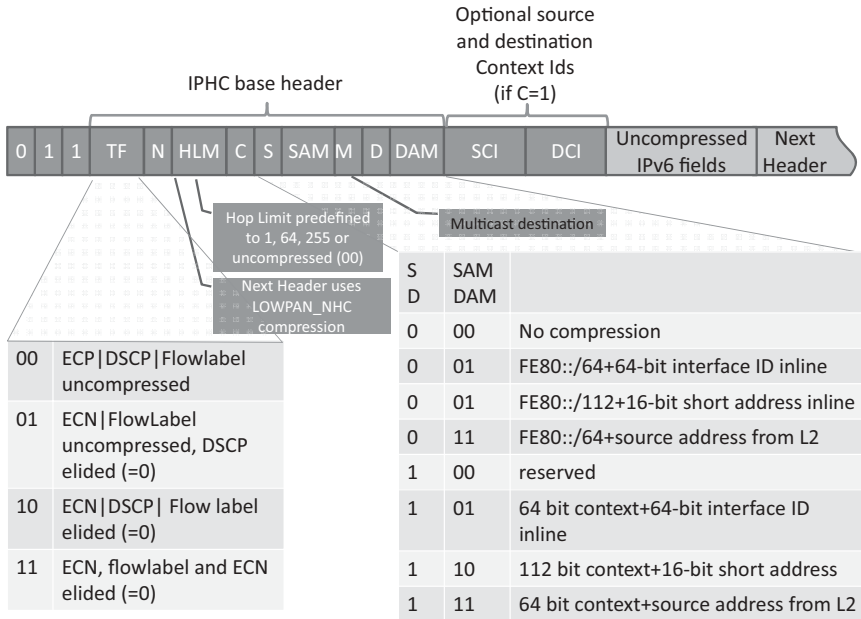 Optional source
and destination
Context Ids
(if C=1)
IPHC base header
0 1 1 TF N HLM C S SAM M D DAM SCI DCI Uncompressed IPv6 fields Next Header
Hop Limit predefined
to 1, 64, 255 or
uncompressed (00)
Multicast destination
Next Header uses
LOWPAN_NHC
compression
00 ECP|DSCP|Flowlabel
uncompressed
01 ECN|FlowLabel
uncompressed, DSCP
elided (=0)
10 ECN|DSCP| Flow label
elided (=0)
11 ECN, flowlabel and ECN
elided (=0)
S SAM
D DAM
0 00 No compression
0 01 FE80::/64+64-bit interface ID inline
0 01 FE80::/112+16-bit short address inline
0 11 FE80::/64+source address from L2
1 00 reserved
1 01 64 bit context+64-bit interface ID
inline
1 10 112 bit context+16-bit short address
1 11 64 bit context+source address from L2